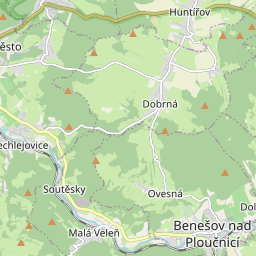 Huntířov
ěsto
Dobrná
echlejovice
Soutěsky
Ovesná
Dol
Benešov nad
Ploučnicí
Malá Veleň